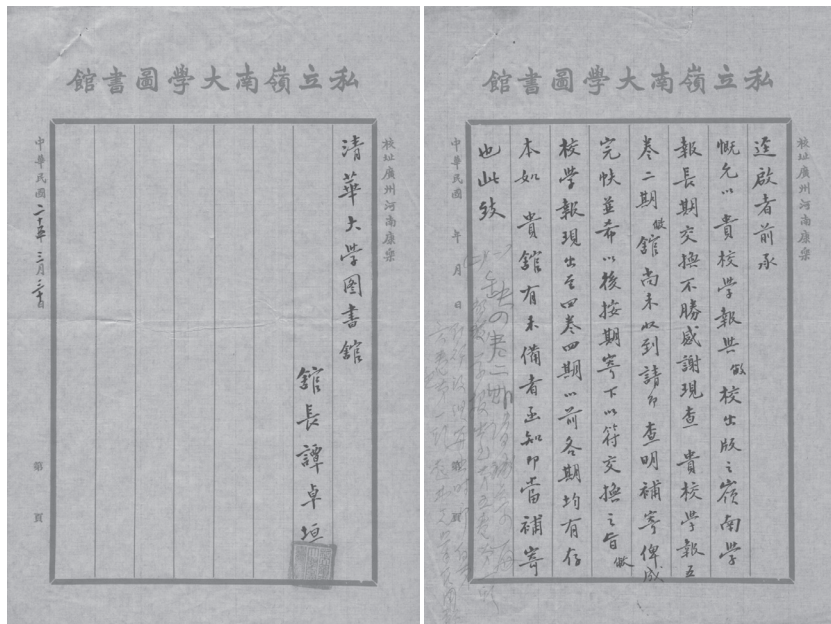 私立嶺南大學圖書館
校址廣州河南康樂
逕啟者前承
慨允以貴校學報與敝校出版之嶺南學
報長期交換不勝感謝現查 貴校學報五
卷二期敝館尚未收到請即查明補寄俾成
完帙並希以後按期寄下以符交換之旨敝
校學報現出至四卷四期以前各期均有存
本如 貴館有未備者函知即當補寄
也此致
中華民國 年 月 日
第 頁
私立嶺南大學圖書館
校址廣州河南康樂
清華大学圖書館
館長譚卓垣
中華民國二十五年三月三十日
第 頁